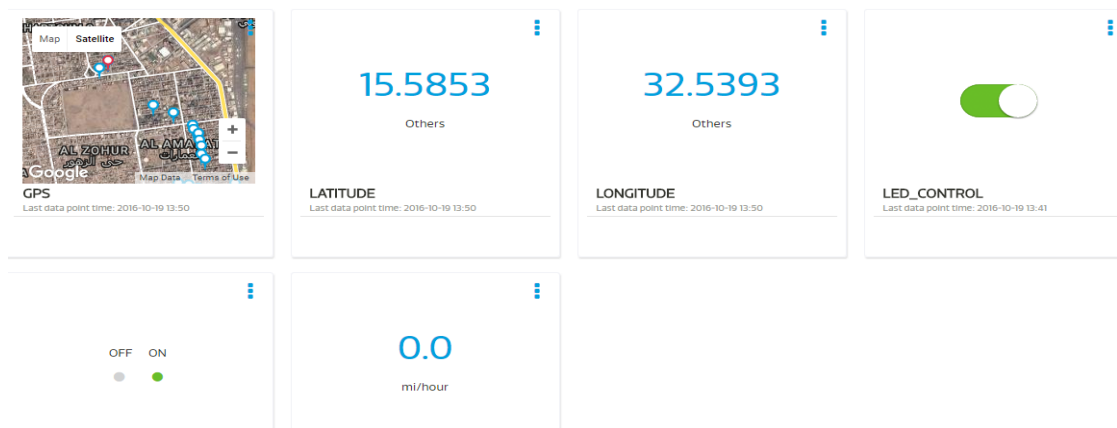 Map Satellite
AL ZOHUR
حي الزهور
+
−
Google
Map Data Terms of Use
GPS
Last data point time: 2016-10-19 13:50
15.5853
Others
LATITUDE
Last data point time: 2016-10-19 13:50
32.5393
Others
LONGITUDE
Last data point time: 2016-10-19 13:50
LED_CONTROL
Last data point time: 2016-10-19 13:41
OFF ON
0.0
mi/hour